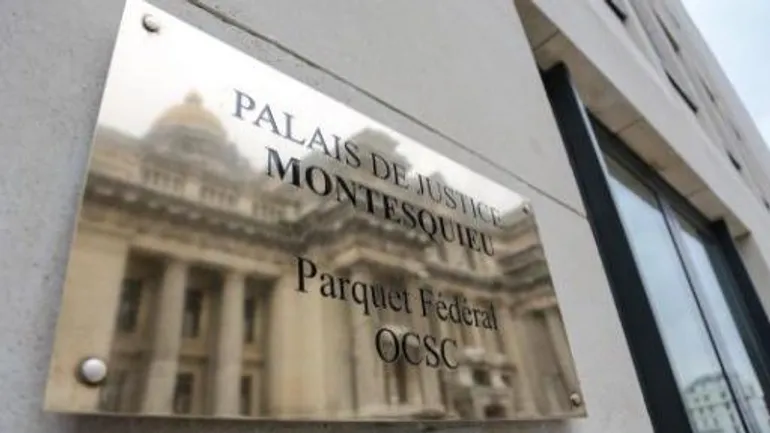 PALAIS DE JUSTICE
MONTESQUIEU
Parquet Fédéral
OCSC